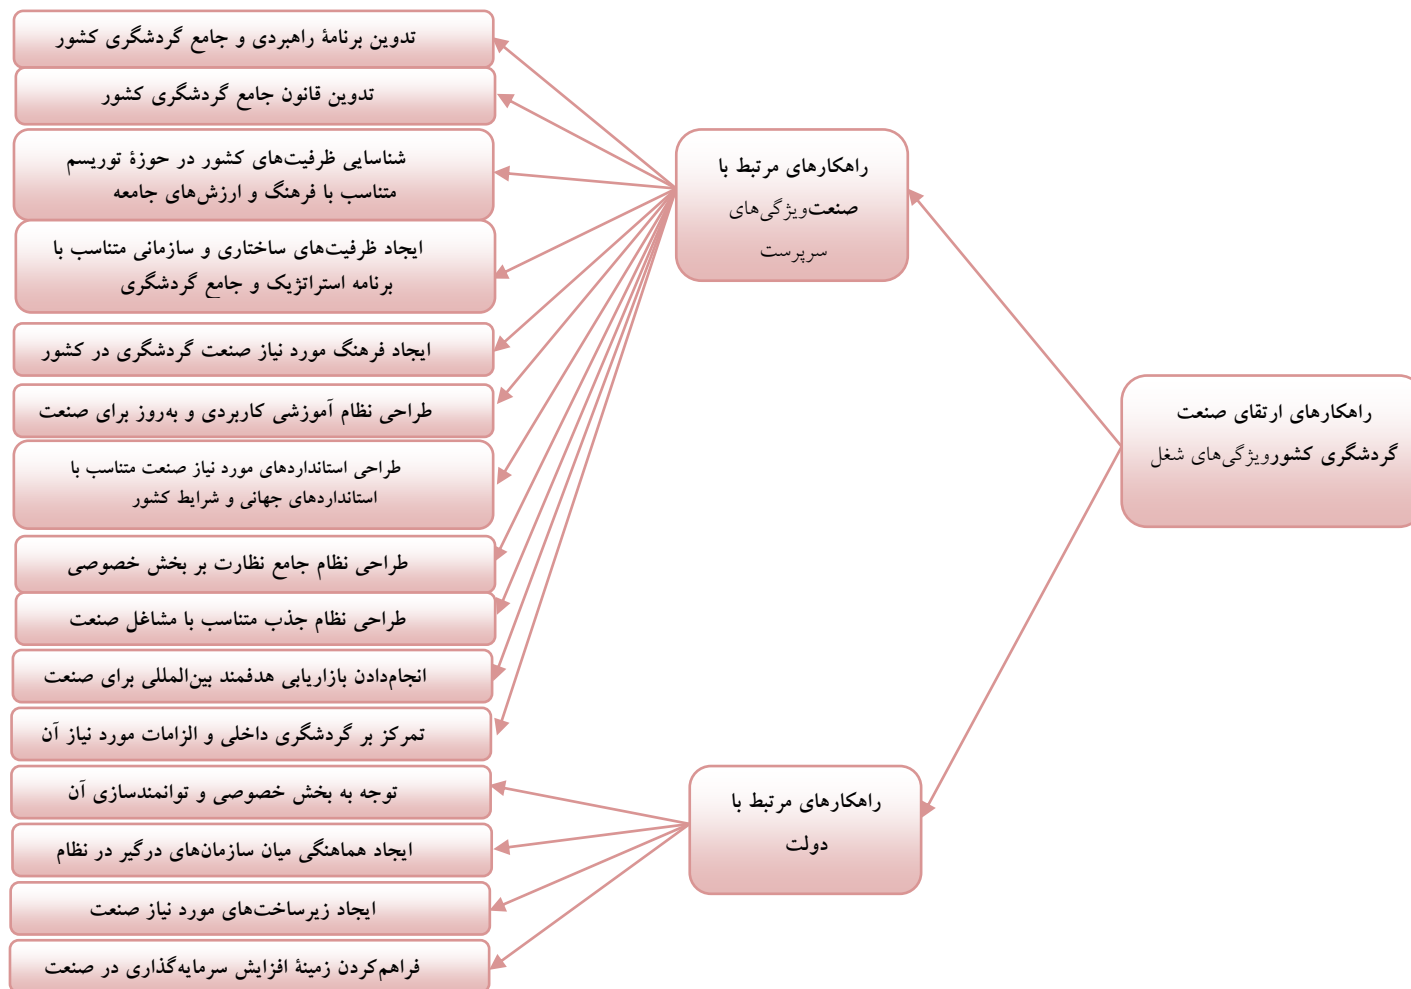 راهکارهای ارتقای صنعت
گردشگری کشورویژگی‌های شغل
راهکارهای مرتبط با
صنعتویژگی‌های
سرپرست
تدوین برنامهٔ راهبردی و جامع گردشگری کشور
تدوین قانون جامع گردشگری کشور
شناسایی ظرفیت‌های کشور در حوزهٔ توریسم
متناسب با فرهنگ و ارزش‌های جامعه
ایجاد ظرفیت‌های ساختاری و سازمانی متناسب با
برنامه استراتژیک و جامع گردشگری
ایجاد فرهنگ مورد نیاز صنعت گردشگری در کشور
طراحی نظام آموزشی کاربردی و به‌روز برای صنعت
طراحی استانداردهای مورد نیاز صنعت متناسب با
استانداردهای جهانی و شرایط کشور
طراحی نظام جامع نظارت بر بخش خصوصی
طراحی نظام جذب متناسب با مشاغل صنعت
انجام‌دادن بازاریابی هدفمند بین‌المللی برای صنعت
تمرکز بر گردشگری داخلی و الزامات مورد نیاز آن
راهکارهای مرتبط با
دولت
توجه به بخش خصوصی و توانمندسازی آن
ایجاد هماهنگی میان سازمان‌های درگیر در نظام
ایجاد زیرساخت‌های مورد نیاز صنعت
فراهم‌کردن زمینهٔ افزایش سرمایه‌گذاری در صنعت